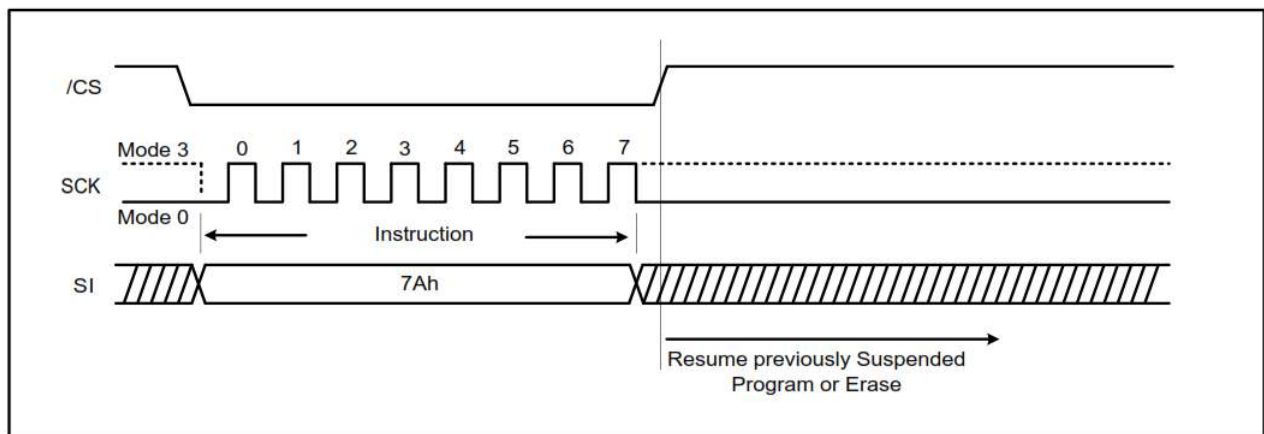 /CS
Mode 3
0 1 2 3 4 5 6 7
SCK
Mode 0
Instruction
SI
7Ah
Resume previously Suspended
Program or Erase